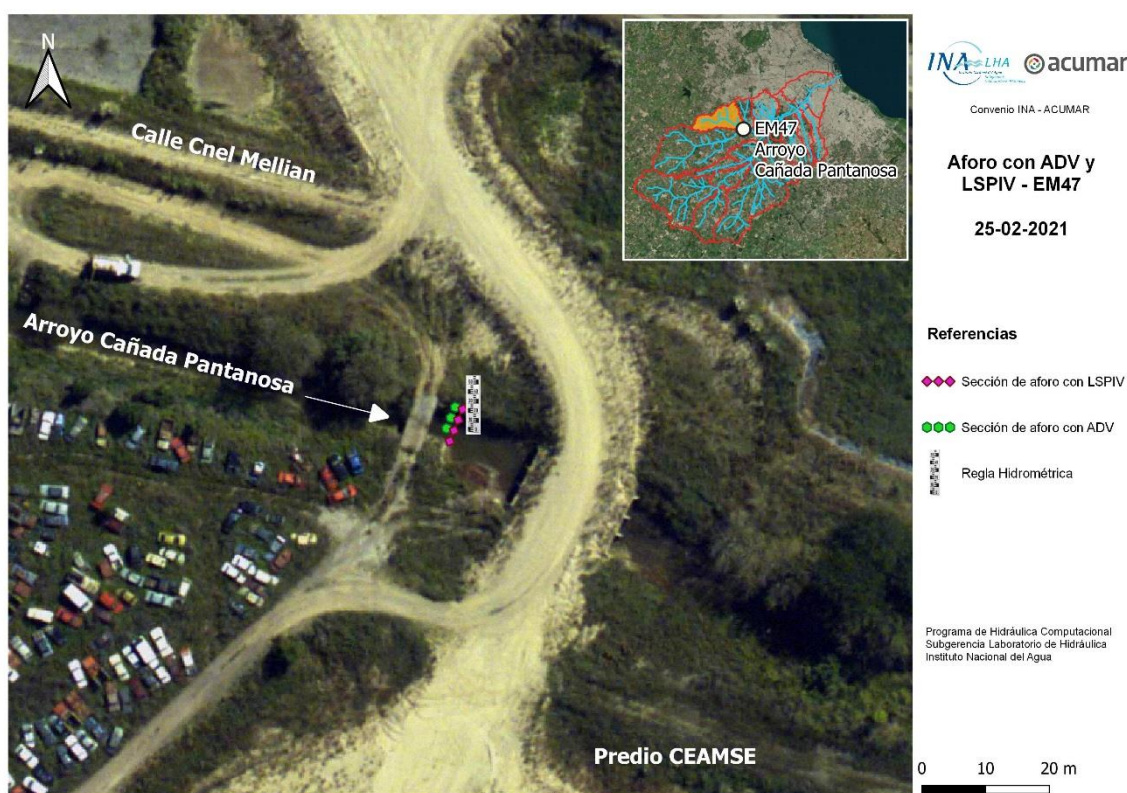 N
Calle Cnel Mellian
Arroyo Cañada Pantanosa
Predio CEAMSE
EM47
Arroyo
Cañada Pantanosa
INA LHA
acumar
Convenio INA - ACUMAR
Aforo con ADV y
LSPIV - EM47
25-02-2021
Referencias
Sección de aforo con LSPIV
Sección de aforo con ADV
Regla Hidrométrica
Programa de Hidráulica Computacional
Subgerencia Laboratorio de Hidráulica
Instituto Nacional del Agua
0 10 20 m